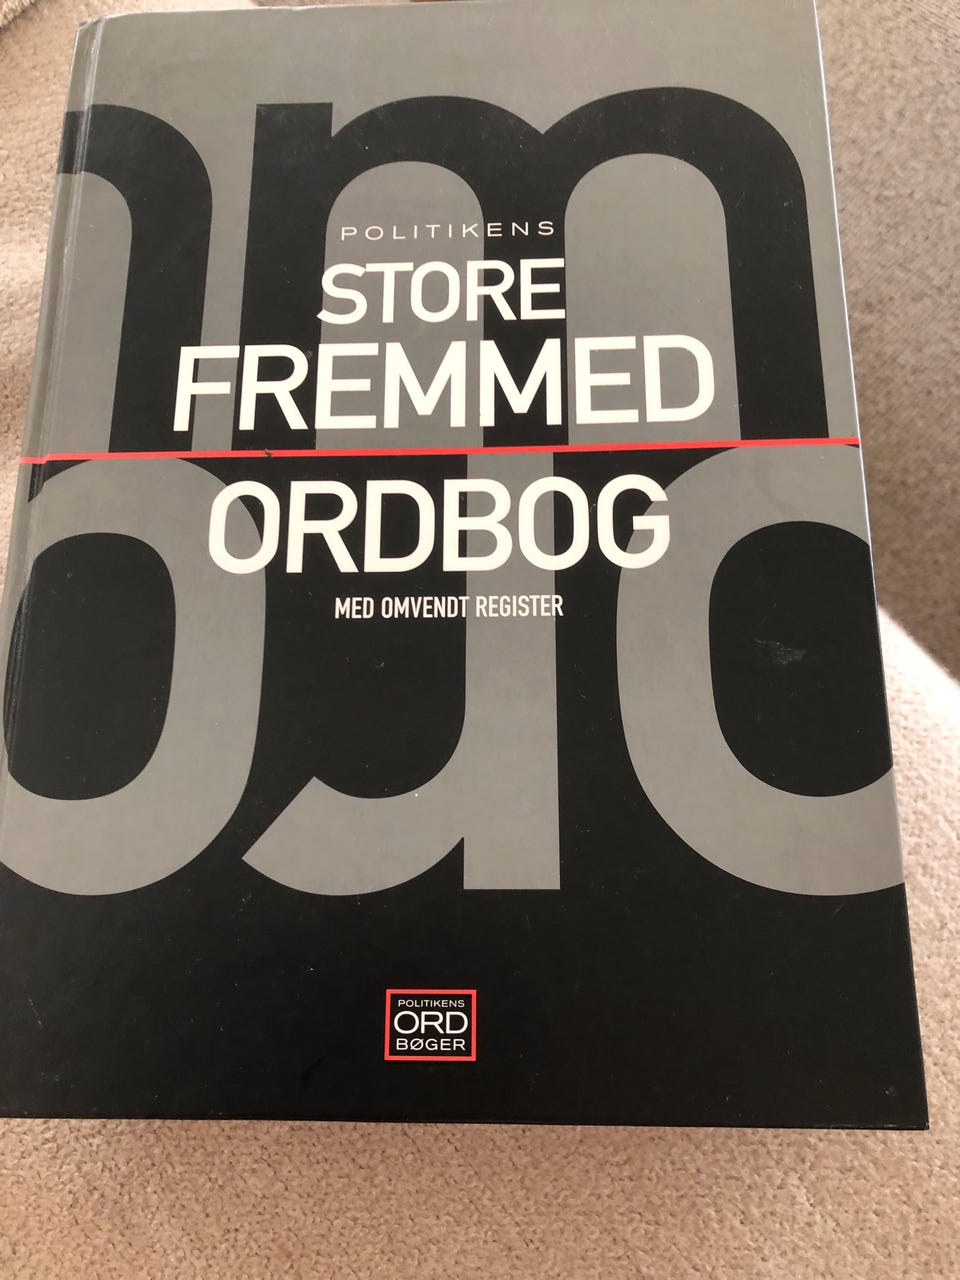 POLITIKENS
STORE
FREMMED
ORDBOG
MED OMVENDT REGISTER
POLITIKENS
ORD
BØGER